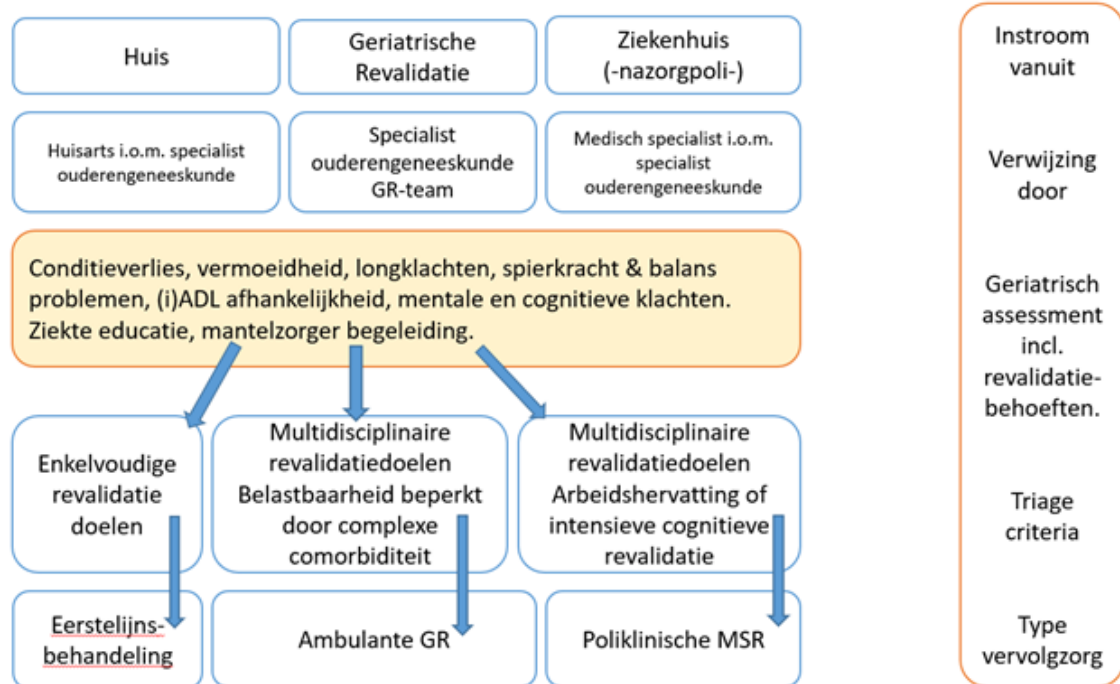 Huis
Geriatrische
Revalidatie
Ziekenhuis
(-nazorgpoli-)
Instroom
vanuit
Huisarts i.o.m. specialist
ouderengeneeskunde
Specialist
ouderengeneeskunde
GR-team
Medisch specialist i.o.m.
specialist
ouderengeneeskunde
Verwijzing
door
Conditieverlies, vermoeidheid, longklachten, spierkracht & balans
problemen, (i)ADL afhankelijkheid, mentale en cognitieve klachten.
Ziekte educatie, mantelzorger begeleiding.
Geriatrisch
assessment
incl.
revalidatie-
behoeften.
Enkelvoudige
revalidatie
doelen
Multidisciplinaire
revalidatiedoelen
Belastbaarheid beperkt
door complexe
comorbiditeit
Multidisciplinaire
revalidatiedoelen
Arbeidshervatting of
intensieve cognitieve
revalidatie
Triage
criteria
Eerstelijns-
behandeling
Ambulante GR
Poliklinische MSR
Type
vervolgzorg